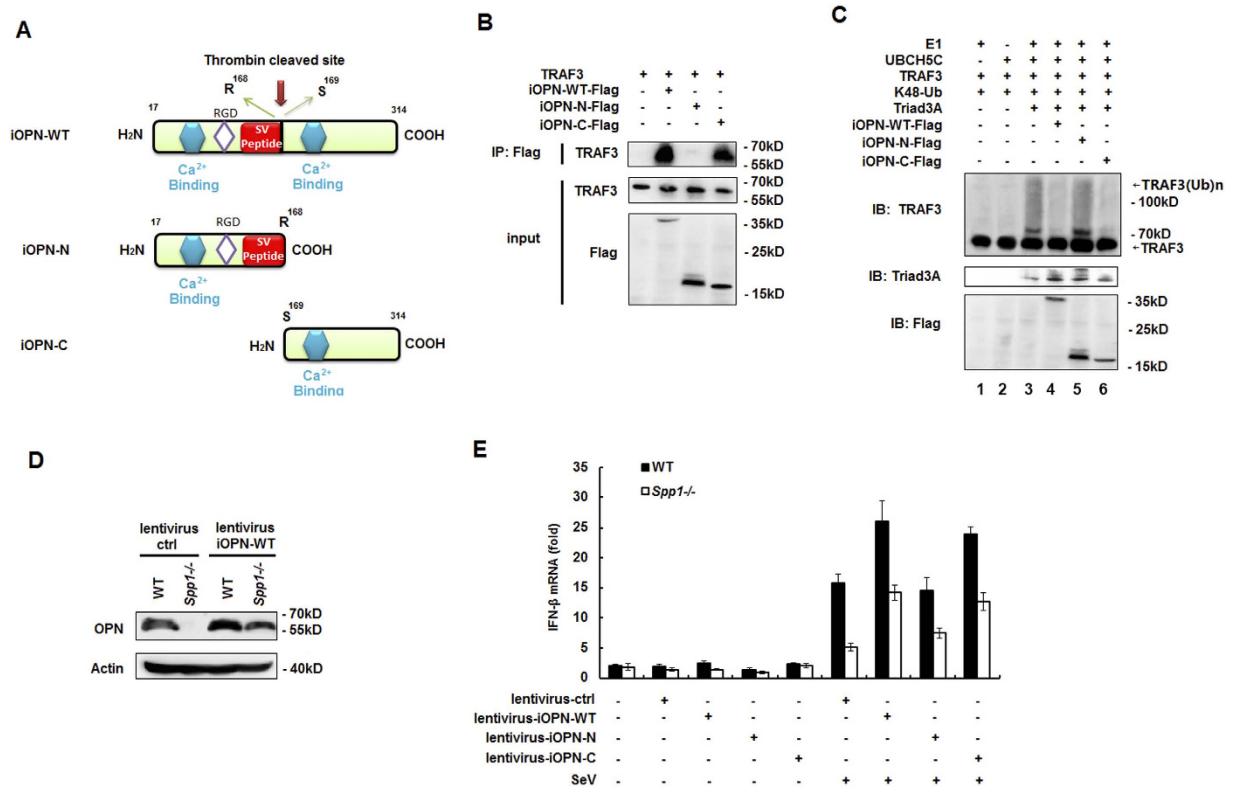 A
Thrombin cleaved site
R168
S169
17
RGD
314
iOPN-WT
H2N
SV
Peptide
COOH
Ca2+
Binding
Ca2+
Binding
17
RGD
R168
iOPN-N
H2N
SV
Peptide
COOH
Ca2+
Binding
S169
314
iOPN-C
H2N
COOH
Ca2+
Binding
B
TRAF3 + + + +
iOPN-WT-Flag - + - -
iOPN-N-Flag - - + -
iOPN-C-Flag - - - +
IP: Flag
TRAF3
- 70kD
- 55kD
input
TRAF3
- 70kD
- 55kD
Flag
- 35kD
- 25kD
- 15kD
C
E1 + - + + + +
UBCH5C - + + + + +
TRAF3 + + + + + +
K48-Ub + + + + + +
Triad3A - - + + + +
iOPN-WT-Flag - - - + - -
iOPN-N-Flag - - - - + -
iOPN-C-Flag - - - - - +
IB: TRAF3
←TRAF3(Ub)n
- 100kD
- 70kD
←TRAF3
IB: Triad3A
IB: Flag
- 35kD
- 25kD
- 15kD
1 2 3 4 5 6
D
lentivirus
ctrl
lentivirus
iOPN-WT
WT
Spp1-/-
WT
Spp1-/-
OPN
- 70kD
- 55kD
Actin
- 40kD
E
WT
Spp1-/-
IFN-β mRNA (fold)
35
30
25
20
15
10
5
0
lentivirus-ctrl - + - - - + - - -
lentivirus-iOPN-WT - - + - - - + - -
lentivirus-iOPN-N - - - + - - - + -
lentivirus-iOPN-C - - - - + - - - +
SeV - - - - - + + + +